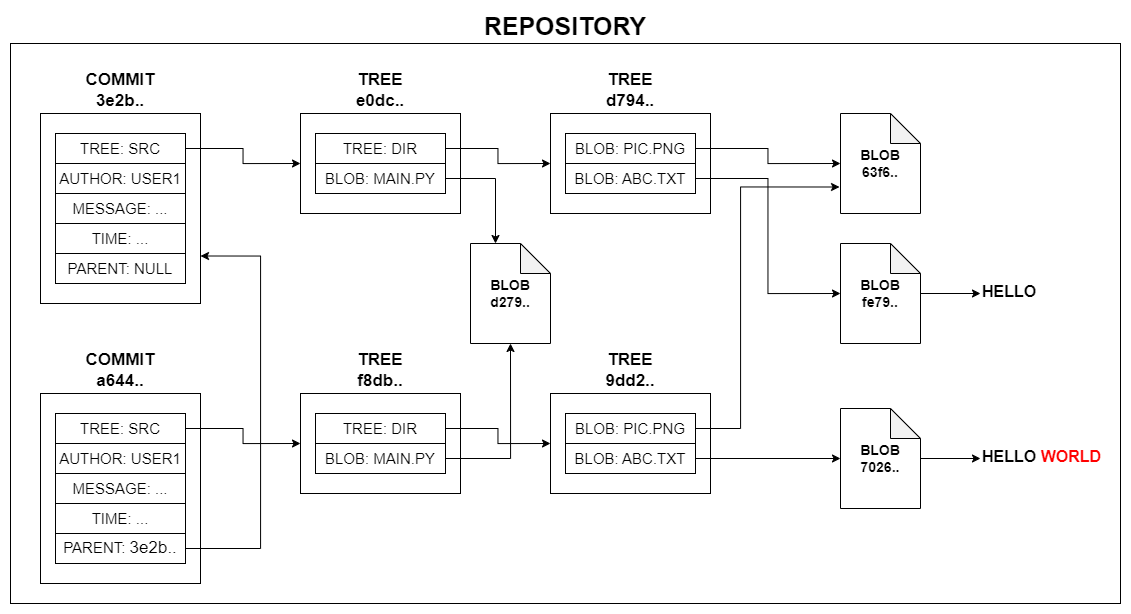 REPOSITORY
COMMIT
3e2b..
TREE: SRC
AUTHOR: USER1
MESSAGE: ...
TIME: ...
PARENT: NULL
TREE
e0dc..
TREE: DIR
BLOB: MAIN.PY
TREE
d794..
BLOB: PIC.PNG
BLOB: ABC.TXT
BLOB
63f6..
BLOB
d279..
BLOB
fe79..
HELLO
COMMIT
a644..
TREE: SRC
AUTHOR: USER1
MESSAGE: ...
TIME: ...
PARENT: 3e2b..
TREE
f8db..
TREE: DIR
BLOB: MAIN.PY
TREE
9dd2..
BLOB: PIC.PNG
BLOB: ABC.TXT
BLOB
7026..
HELLO WORLD